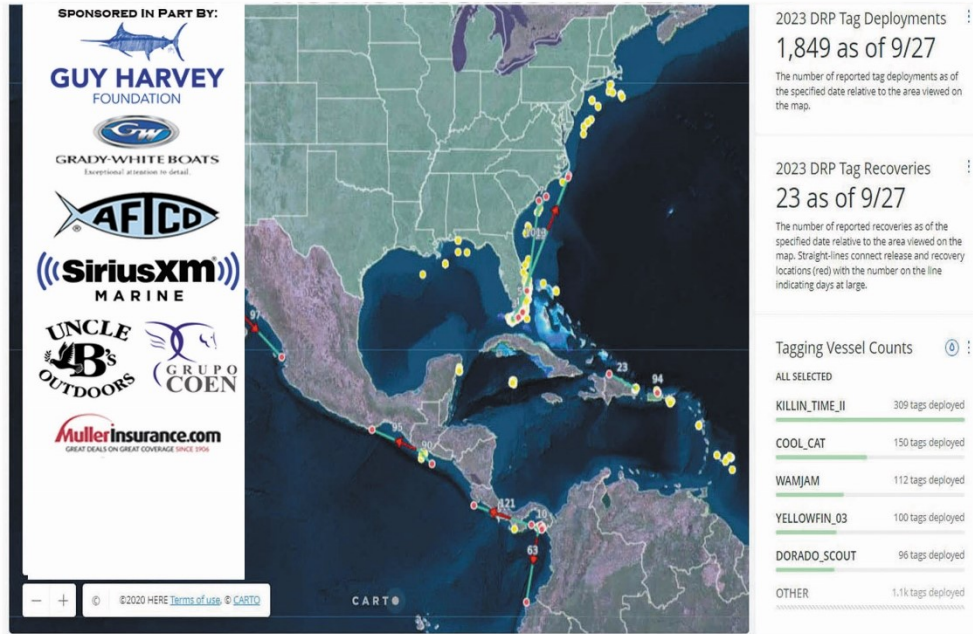 SPONSORED IN PART BY:
GUY HARVEY
FOUNDATION
GW
GRADY-WHITE BOATS
Exceptional attention to detail.
AFTCO
®
SiriusXM
MARINE
UNCLE
B's
OUTDOORS
GRUPO
COEN
Mullerinsurance.com
GREAT DEALS ON GREAT COVERAGE SINCE 1906
97
95
90
121
10
63
23
94
− + © ©2020 HERE Terms of use, © CARTO
CARTO
2023 DRP Tag Deployments
1,849 as of 9/27
The number of reported tag deployments as of
the specified date relative to the area viewed on
the map.
2023 DRP Tag Recoveries
23 as of 9/27
The number of reported recoveries as of the
specified date relative to the area viewed on the
map. Straight-lines connect release and recovery
locations (red) with the number on the line
indicating days at large.
Tagging Vessel Counts
ALL SELECTED
KILLIN_TIME_II 309 tags deployed
COOL_CAT 150 tags deployed
WAMJAM 112 tags deployed
YELLOWFIN_03 100 tags deployed
DORADO_SCOUT 96 tags deployed
OTHER 1.1k tags deployed